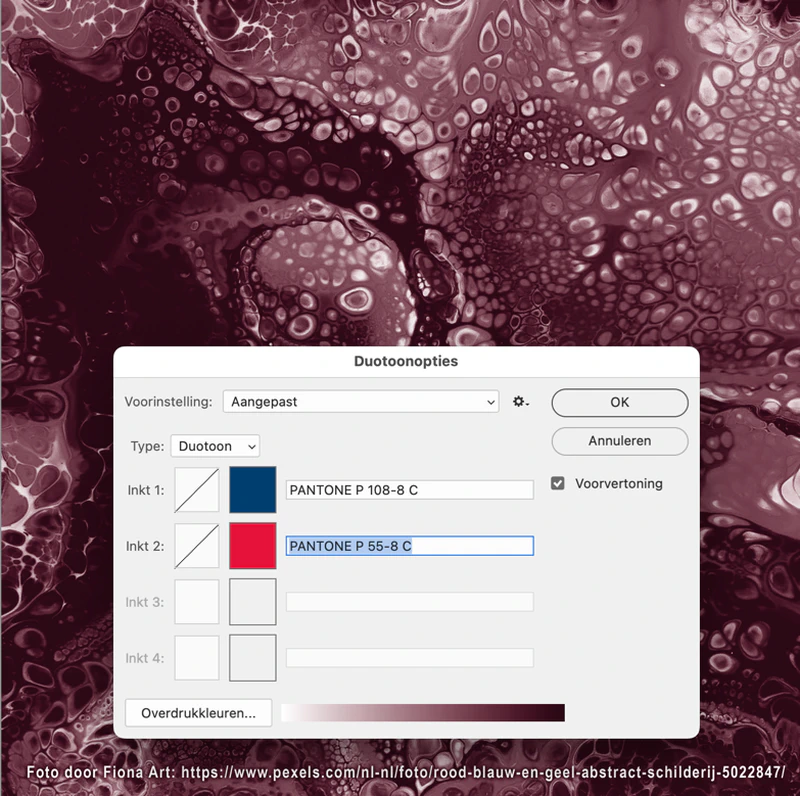 Duotoonopties
Voorinstelling: Aangepast
OK
Type: Duotoon
Annuleren
Inkt 1: PANTONE P 108-8 C
Voorvertoning
Inkt 2: PANTONE P 55-8 C
Inkt 3:
Inkt 4:
Overdrukkleuren...
Foto door Fiona Art: https://www.pexels.com/nl-nl/foto/rood-blauw-en-geel-abstract-schilderij-5022847/